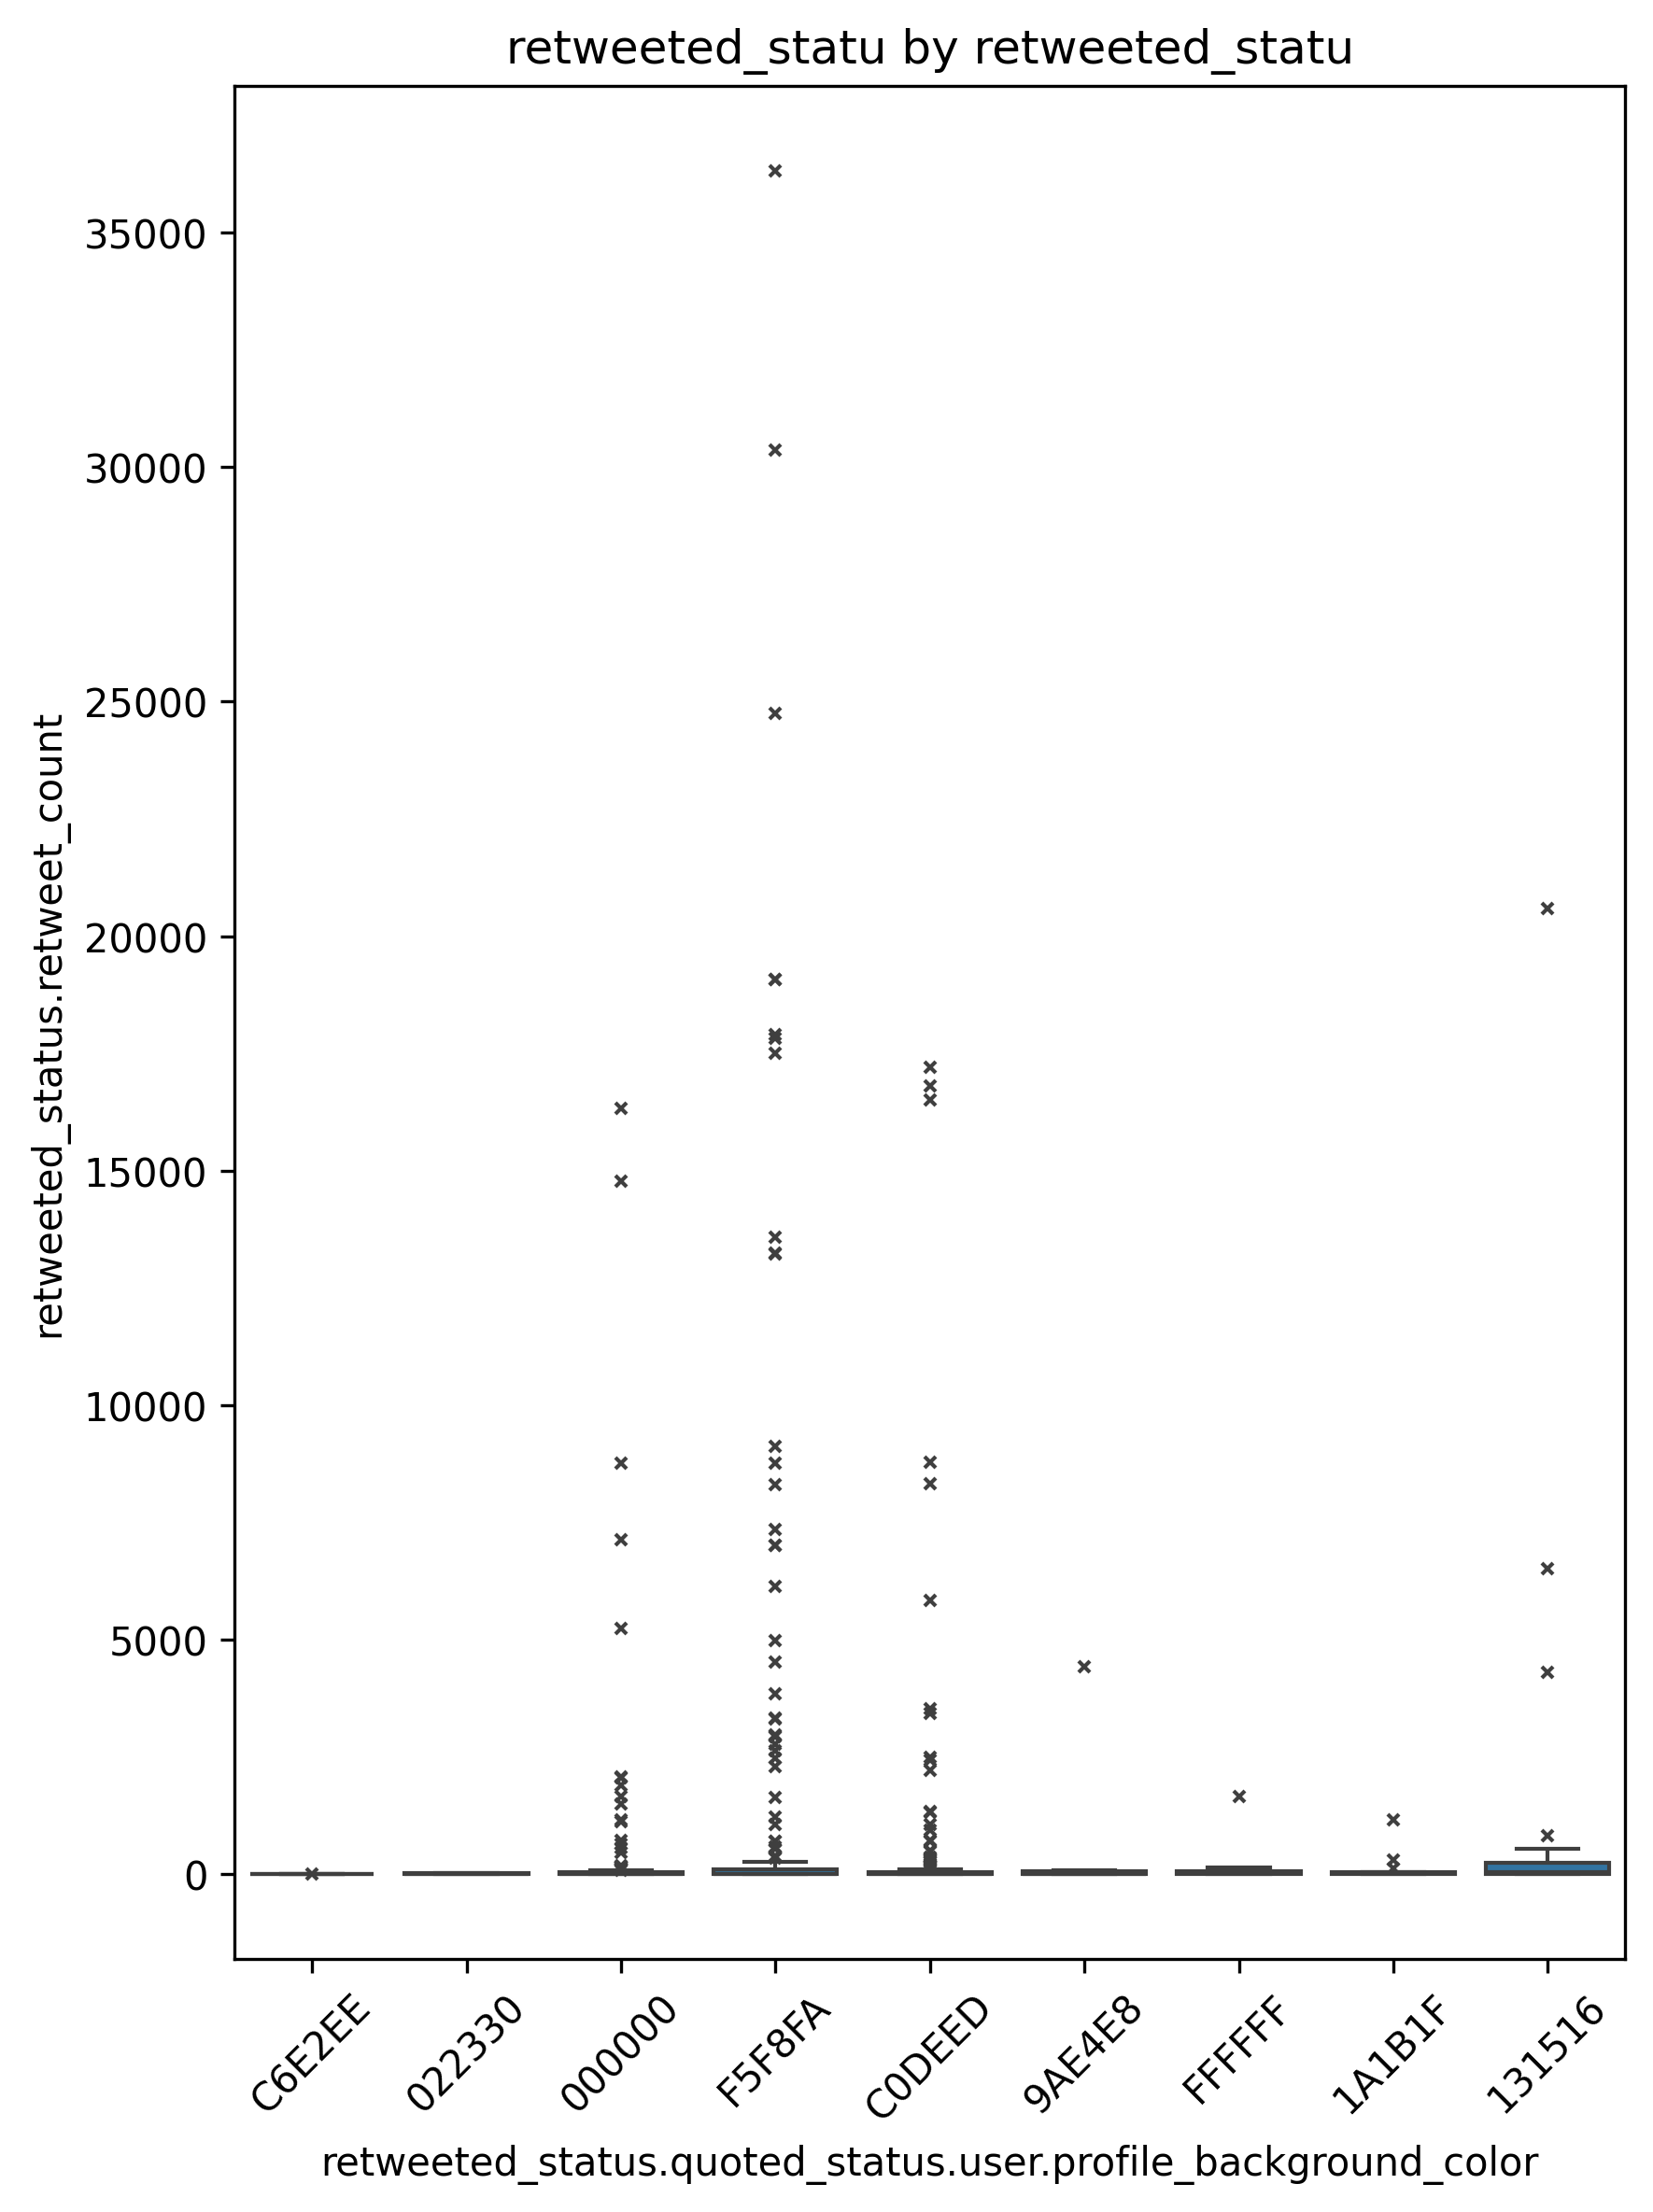 retweeted_statu by retweeted_statu
retweeted_status.retweet_count
35000
30000
25000
20000
15000
10000
5000
0
C6E2EE
022330
000000
F5F8FA
C0DEED
9AE4E8
FFFFFF
1A1B1F
131516
retweeted_status.quoted_status.user.profile_background_color